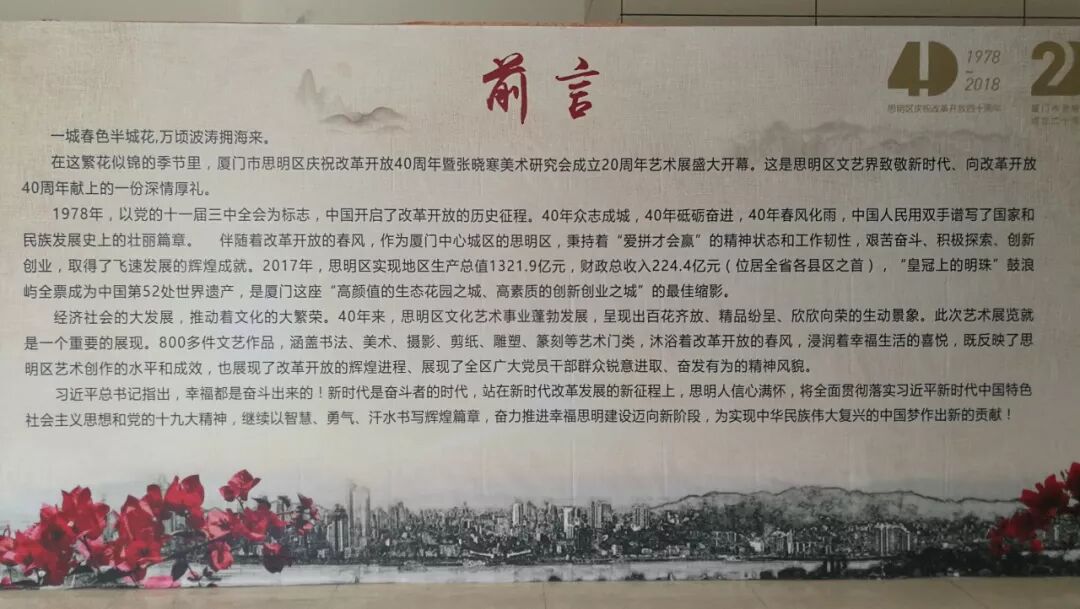 前言
40 1978
~
2018
思明区庆祝改革开放四十周年
一城春色半城花,万顷波涛拥海来。
在这繁花似锦的季节里，厦门市思明区庆祝改革开放40周年暨张晓寒美术研究会成立20周年艺术展盛大开幕。这是思明区文艺界致敬新时代、向改革开放
40周年献上的一份深情厚礼。
1978年，以党的十一届三中全会为标志，中国开启了改革开放的历史征程。40年众志成城，40年砥砺奋进，40年春风化雨，中国人民用双手谱写了国家和
民族发展史上的壮丽篇章。 伴随着改革开放的春风，作为厦门中心城区的思明区，秉持着“爱拼才会赢”的精神状态和工作韧性，艰苦奋斗、积极探索、创新
创业，取得了飞速发展的辉煌成就。2017年，思明区实现地区生产总值1321.9亿元，财政总收入224.4亿元（位居全省各县区之首），“皇冠上的明珠”鼓浪
屿全票成为中国第52处世界遗产，是厦门这座“高颜值的生态花园之城、高素质的创新创业之城”的最佳缩影。
经济社会的大发展，推动着文化的大繁荣。40年来，思明区文化艺术事业蓬勃发展，呈现出百花齐放、精品纷呈、欣欣向荣的生动景象。此次艺术展览就
是一个重要的展现。800多件文艺作品，涵盖书法、美术、摄影、剪纸、雕塑、篆刻等艺术门类，沐浴着改革开放的春风，浸润着幸福生活的喜悦，既反映了思
明区艺术创作的水平和成效，也展现了改革开放的辉煌进程、展现了全区广大党员干部群众锐意进取、奋发有为的精神风貌。
习近平总书记指出，幸福都是奋斗出来的！新时代是奋斗者的时代，站在新时代改革发展的新征程上，思明人信心满怀，将全面贯彻落实习近平新时代中国特色
社会主义思想和党的十九大精神，继续以智慧、勇气、汗水书写辉煌篇章，奋力推进幸福思明建设迈向新阶段，为实现中华民族伟大复兴的中国梦作出新的贡献！